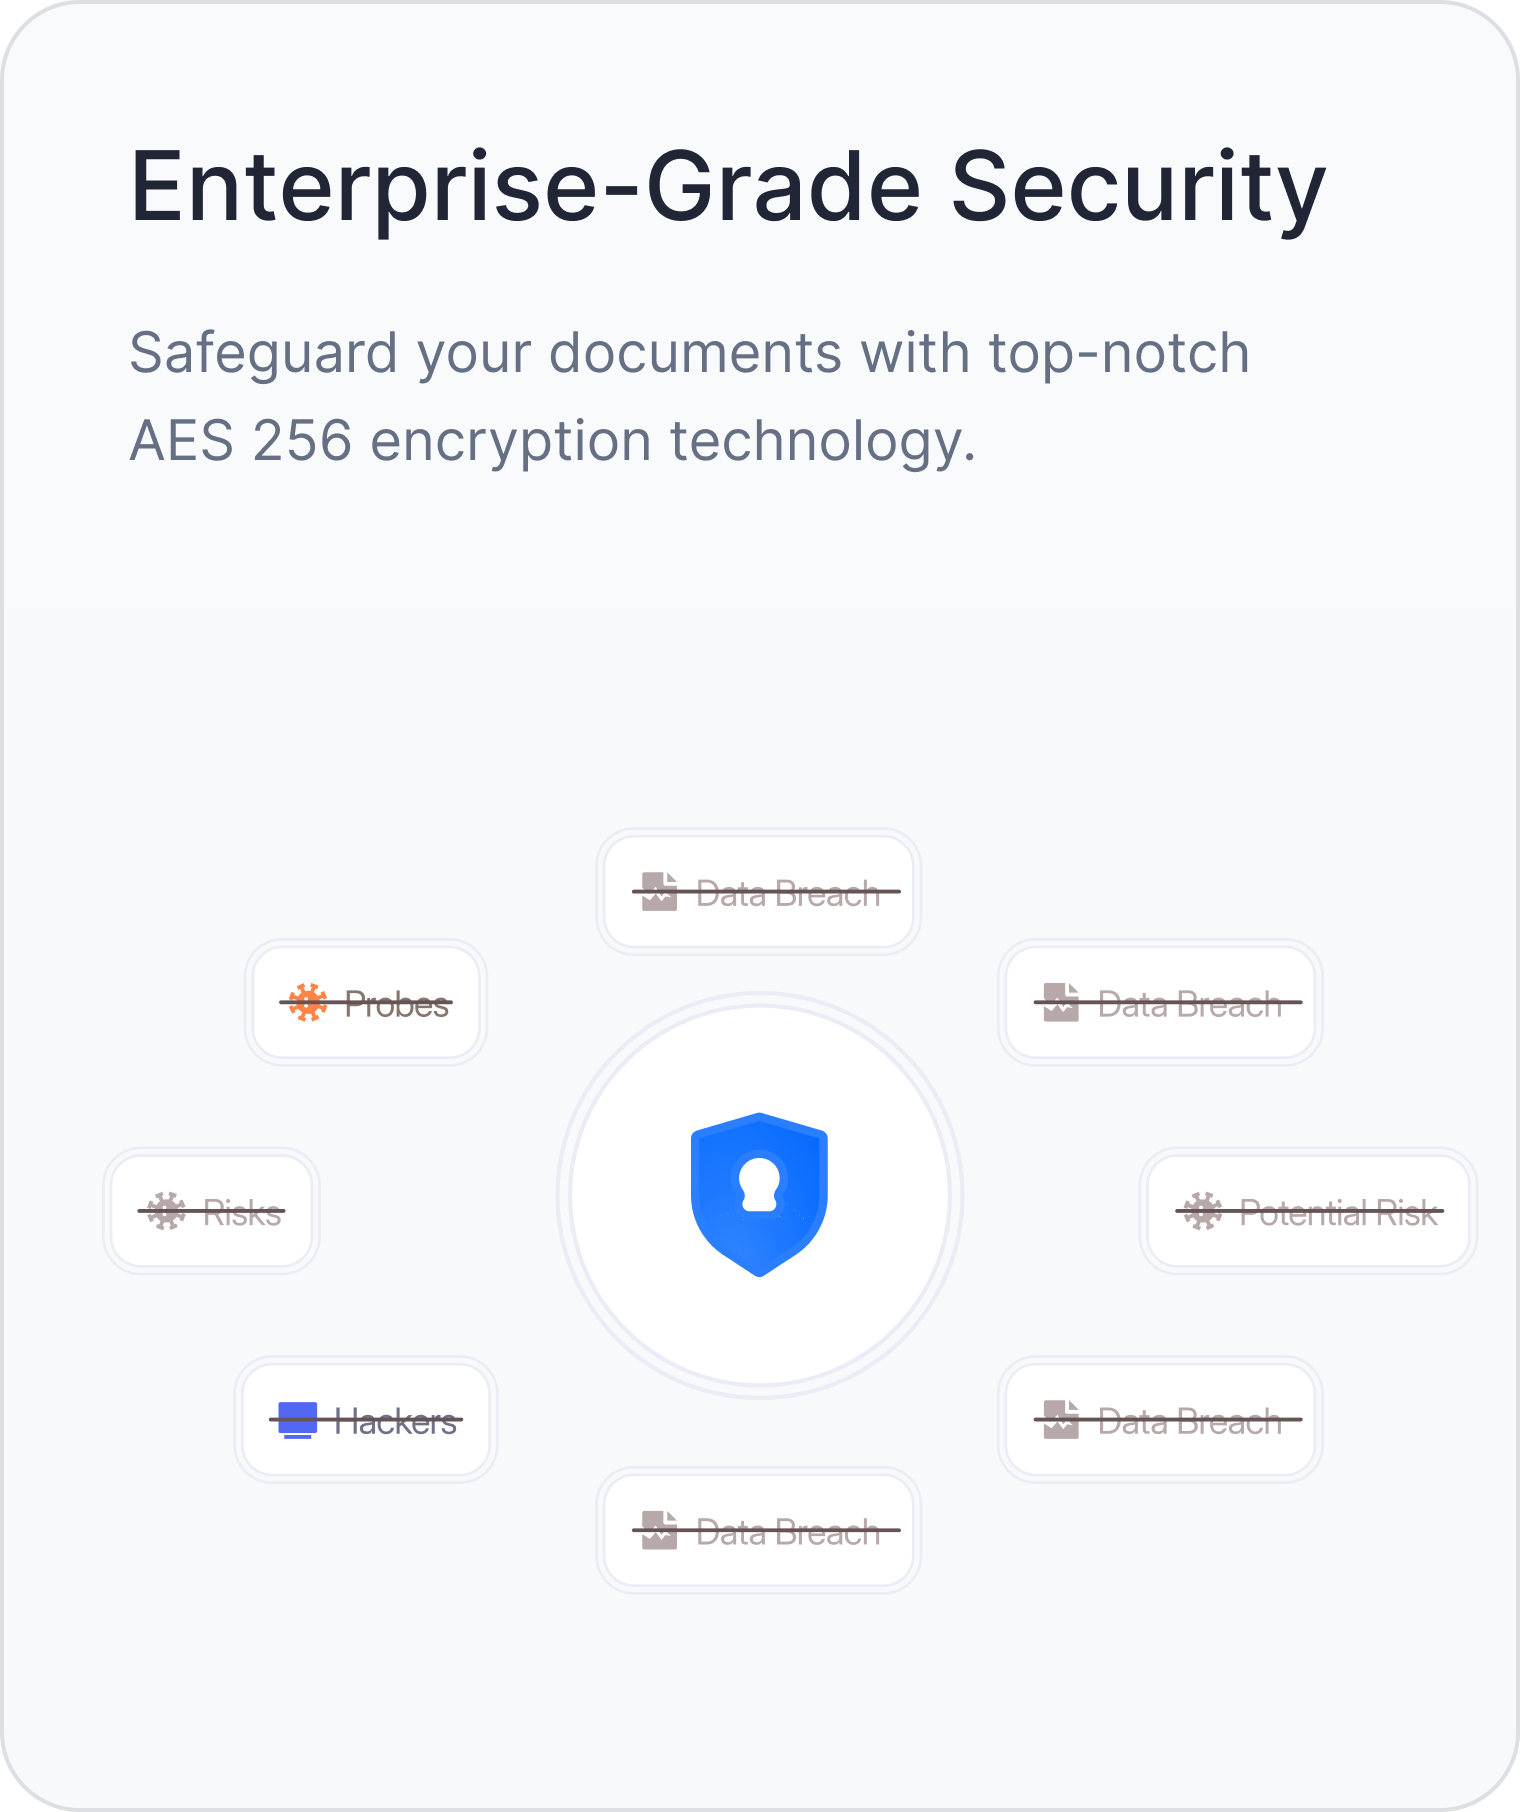 Enterprise-Grade Security
Safeguard your documents with top-notch
AES 256 encryption technology.
Data Breach
Probes
Data Breach
Risks
Potential Risk
Hackers
Data Breach
Data Breach